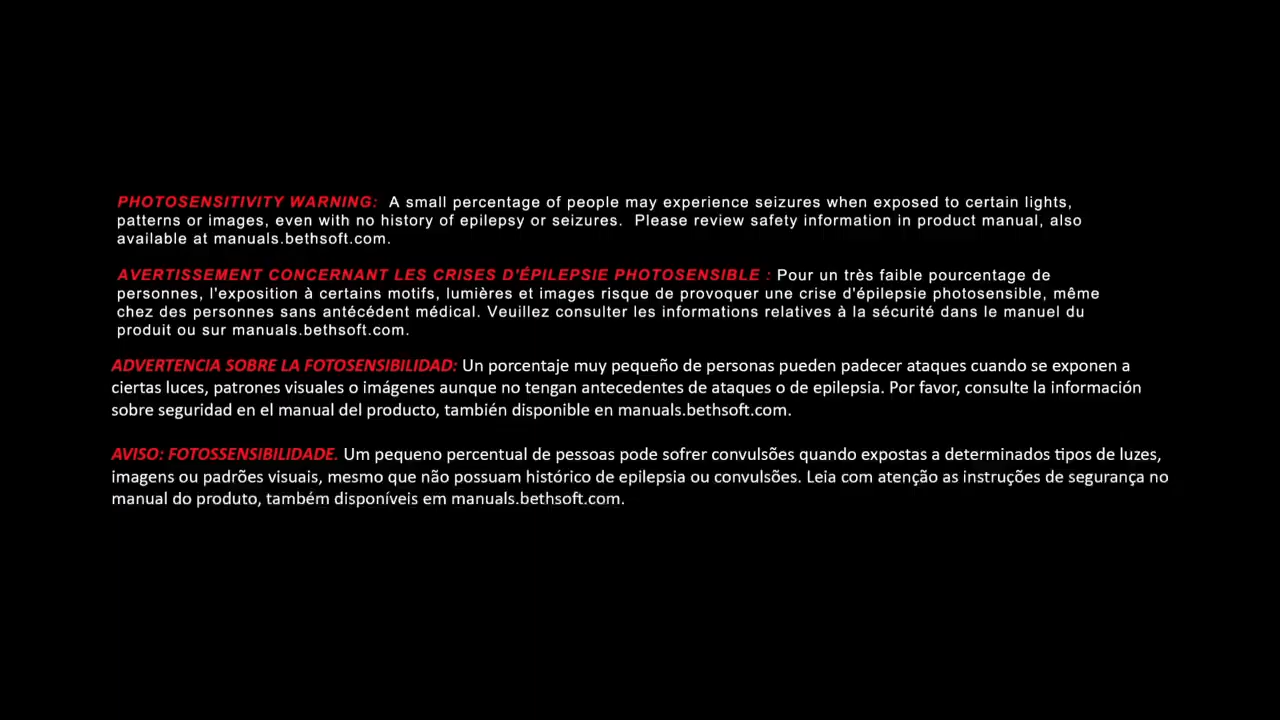 PHOTOSENSITIVITY WARNING: A small percentage of people may experience seizures when exposed to certain lights,
patterns or images, even with no history of epilepsy or seizures. Please review safety information in product manual, also
available at manuals.bethsoft.com.
AVERTISSEMENT CONCERNANT LES CRISES D'ÉPILEPSIE PHOTOSENSIBLE : Pour un très faible pourcentage de
personnes, l'exposition à certains motifs, lumières et images risque de provoquer une crise d'épilepsie photosensible, même
chez des personnes sans antécédent médical. Veuillez consulter les informations relatives à la sécurité dans le manuel du
produit ou sur manuals.bethsoft.com.
ADVERTENCIA SOBRE LA FOTOSENSIBILIDAD: Un porcentaje muy pequeño de personas pueden padecer ataques cuando se exponen a
ciertas luces, patrones visuales o imágenes aunque no tengan antecedentes de ataques o de epilepsia. Por favor, consulte la información
sobre seguridad en el manual del producto, también disponible en manuals.bethsoft.com.
AVISO: FOTOSSENSIBILIDADE. Um pequeno percentual de pessoas pode sofrer convulsões quando expostas a determinados tipos de luzes,
imagens ou padrões visuais, mesmo que não possuam histórico de epilepsia ou convulsões. Leia com atenção as instruções de segurança no
manual do produto, também disponíveis em manuals.bethsoft.com.